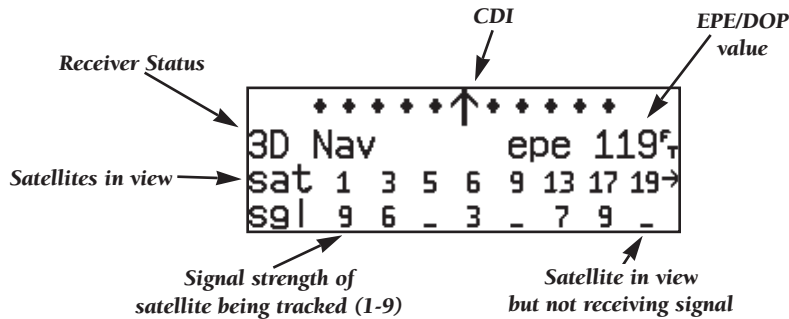 CDI
EPE/DOP
value
Receiver Status
3D Nav epe 119FT
Satellites in view
sat 1 3 5 6 9 13 17 19→
sgl 9 6 _ 3 _ 7 9 _
Signal strength of
satellite being tracked (1-9)
Satellite in view
but not receiving signal